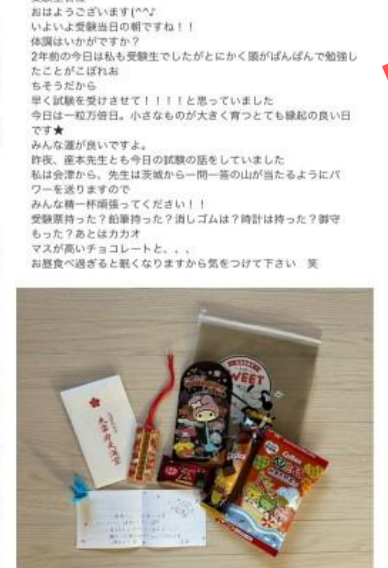 おはようございます(^^♪
いよいよ受験当日の朝ですね！！
体調はいかがですか？
2年前の今日は私も受験生でしたがとにかく頭がぱんぱんで勉強し
たことがこぼれお
ちそうだから
早く試験を受けさせて！！！！と思っていました
今日は一粒万倍日。小さなものが大きく育つとても縁起の良い日
です★
みんな運が良いですよ。
昨夜、産本先生とも今日の試験の話をしていました
私は会津から、先生は茨城から一問一答の山が当たるようにパ
ワーを送りますので
みんな精一杯頑張ってください！！
受験票持った？鉛筆持った？消しゴムは？時計は持った？御守
もった？あとはカカオ
マスが高いチョコレートと、、、
お昼食べ過ぎると眠くなりますから気をつけて下さい　笑
太宰府天満宮
SWEET
KitKat
Calbee